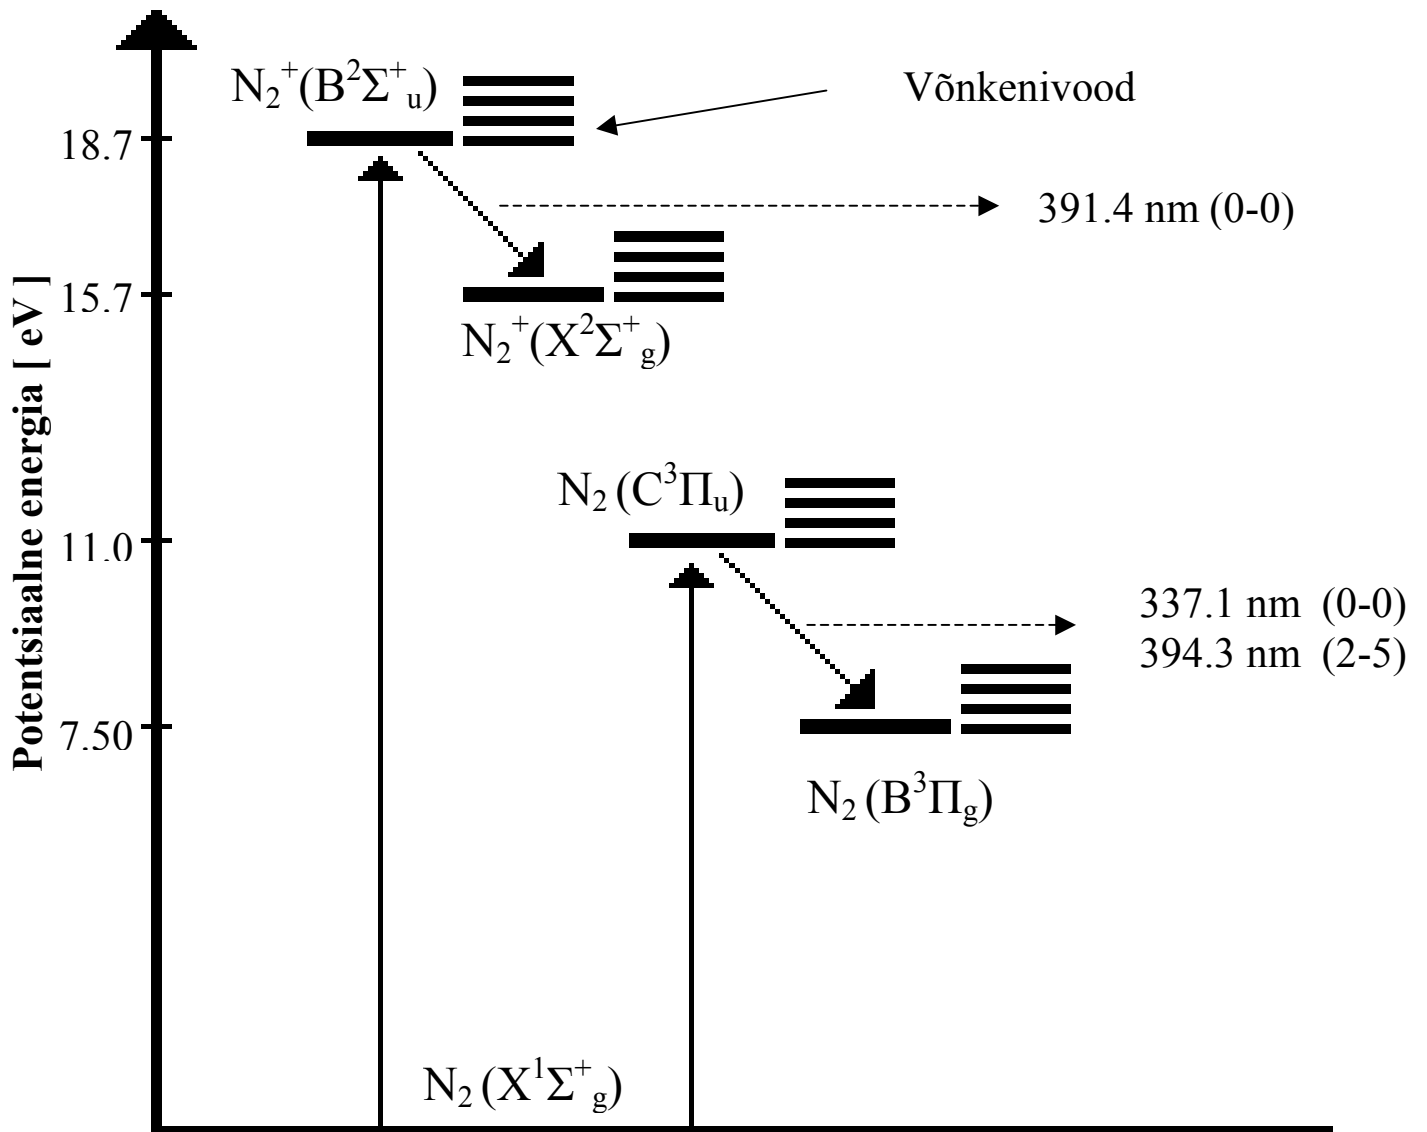 N₂⁺(B²Σ⁺ᵤ)
Võnkenivood
18.7
391.4 nm (0-0)
15.7
N₂⁺(X²Σ⁺g)
Potentsiaalne energia [ eV ]
N₂ (C³Πᵤ)
11.0
337.1 nm (0-0)
394.3 nm (2-5)
7.50
N₂ (B³Πg)
N₂ (X¹Σ⁺g)